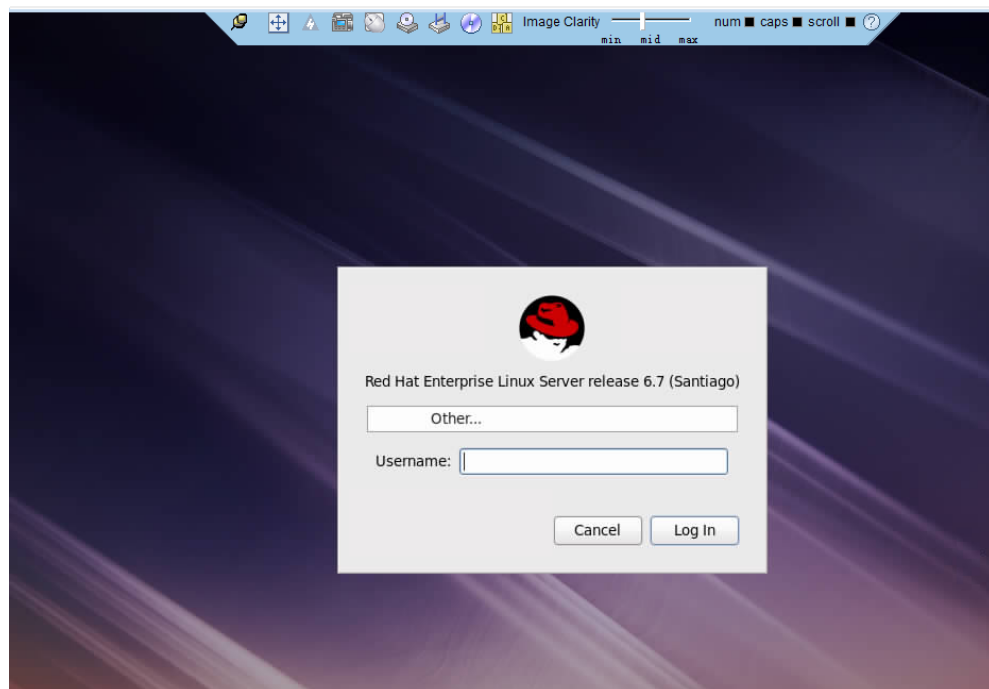 Image Clarity num caps scroll ?
min mid max
Red Hat Enterprise Linux Server release 6.7 (Santiago)
Other...
Username:
Cancel Log In